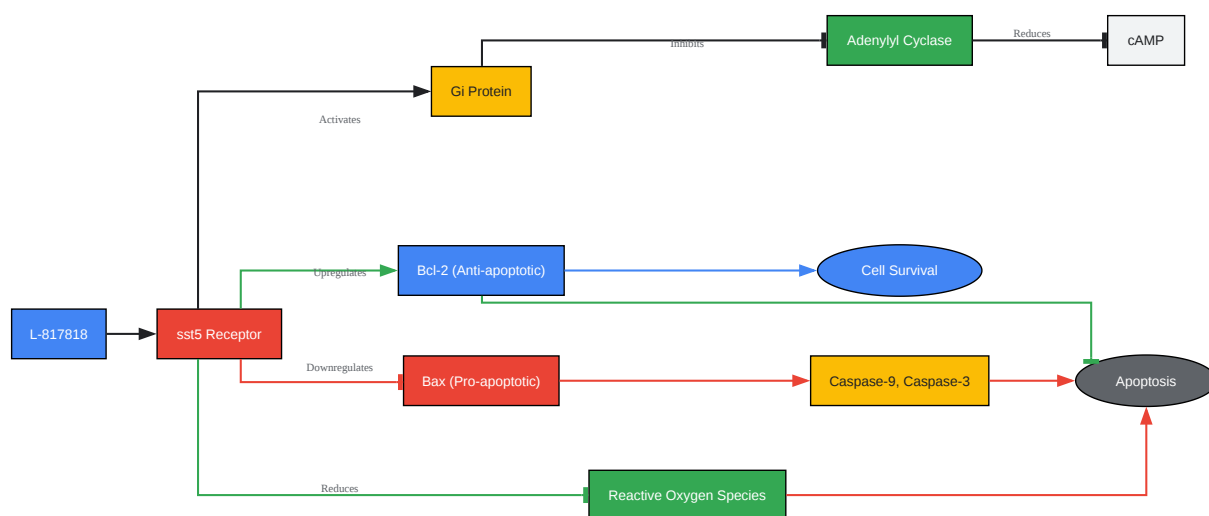 Adenylyl Cyclase
Reduces
cAMP
Inhibits
Gi Protein
Activates
Upregulates
Bcl-2 (Anti-apoptotic)
Cell Survival
L-817818
sst5 Receptor
Downregulates
Bax (Pro-apoptotic)
Caspase-9, Caspase-3
Apoptosis
Reduces
Reactive Oxygen Species